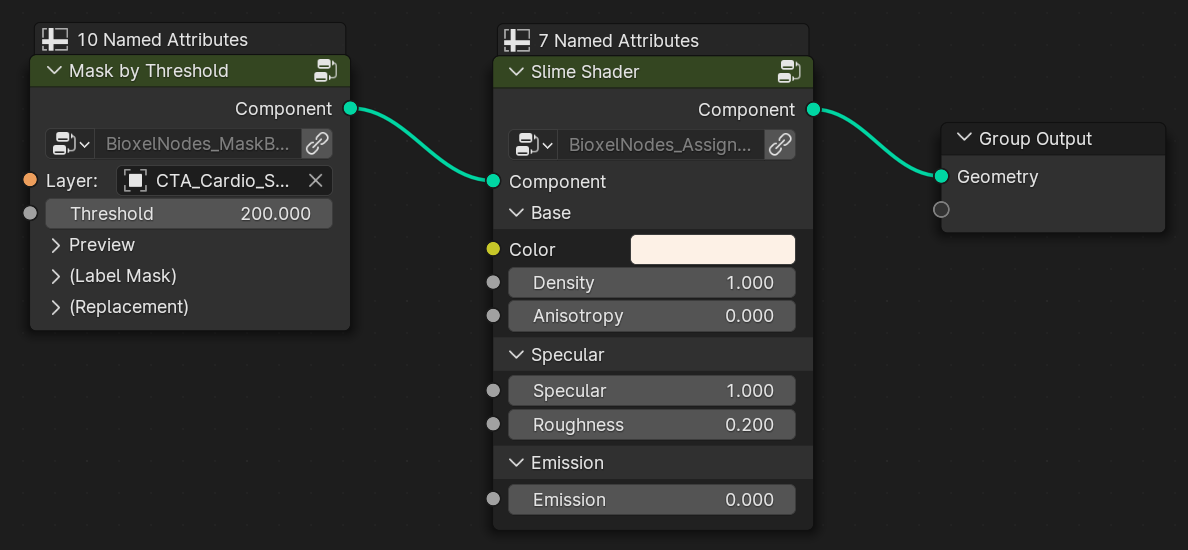 10 Named Attributes
Mask by Threshold
Component
BioxelNodes_MaskB...
Layer: CTA_Cardio_S...
Threshold 200.000
Preview
(Label Mask)
(Replacement)
7 Named Attributes
Slime Shader
Component
BioxelNodes_Assign...
Component
Base
Color
Density 1.000
Anisotropy 0.000
Specular
Specular 1.000
Roughness 0.200
Emission
Emission 0.000
Group Output
Geometry